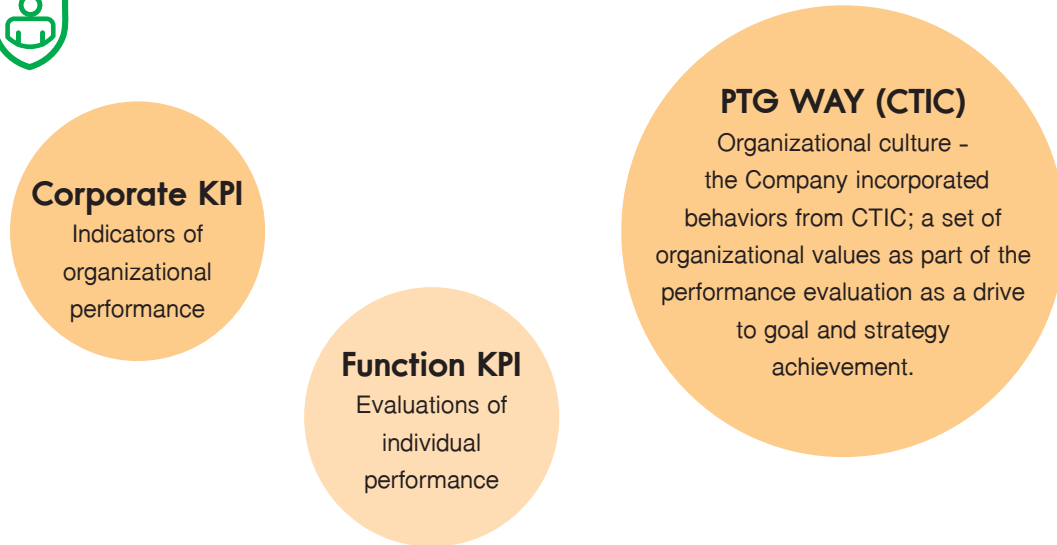 Corporate KPI
Indicators of
organizational
performance
Function KPI
Evaluations of
individual
performance
PTG WAY (CTIC)
Organizational culture -
the Company incorporated
behaviors from CTIC; a set of
organizational values as part of the
performance evaluation as a drive
to goal and strategy
achievement.